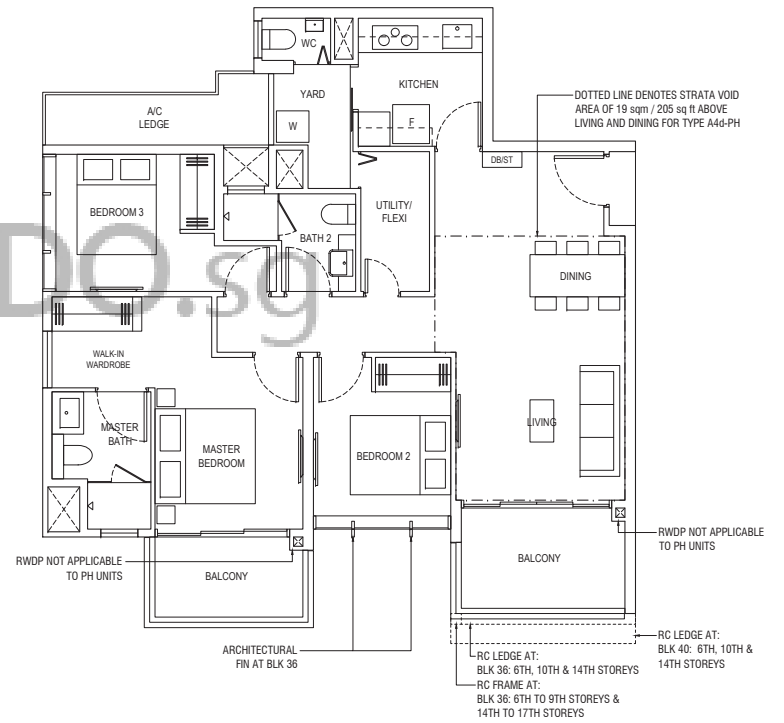 WC
YARD
KITCHEN
A/C
LEDGE
W
F
DOTTED LINE DENOTES STRATA VOID
AREA OF 19 sqm / 205 sq ft ABOVE
LIVING AND DINING FOR TYPE A4d-PH
DB/ST
BEDROOM 3
UTILITY/
FLEXI
BATH 2
DO.sg
DINING
WALK-IN
WARDROBE
MASTER
BATH
MASTER
BEDROOM
BEDROOM 2
LIVING
RWDP NOT APPLICABLE
TO PH UNITS
BALCONY
BALCONY
RWDP NOT APPLICABLE
TO PH UNITS
ARCHITECTURAL
FIN AT BLK 36
RC LEDGE AT:
BLK 36: 6TH, 10TH & 14TH STOREYS
RC FRAME AT:
BLK 36: 6TH TO 9TH STOREYS &
14TH TO 17TH STOREYS
RC LEDGE AT:
BLK 40: 6TH, 10TH &
14TH STOREYS